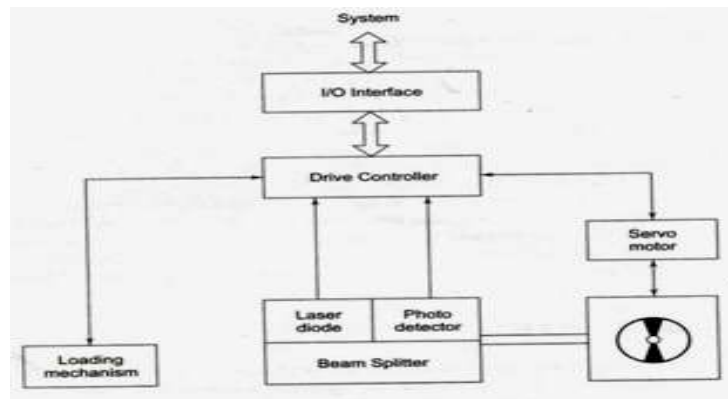 System
I/O Interface
Drive Controller
Servo
motor
Laser
diode
Photo
detector
Beam Splitter
Loading
mechanism